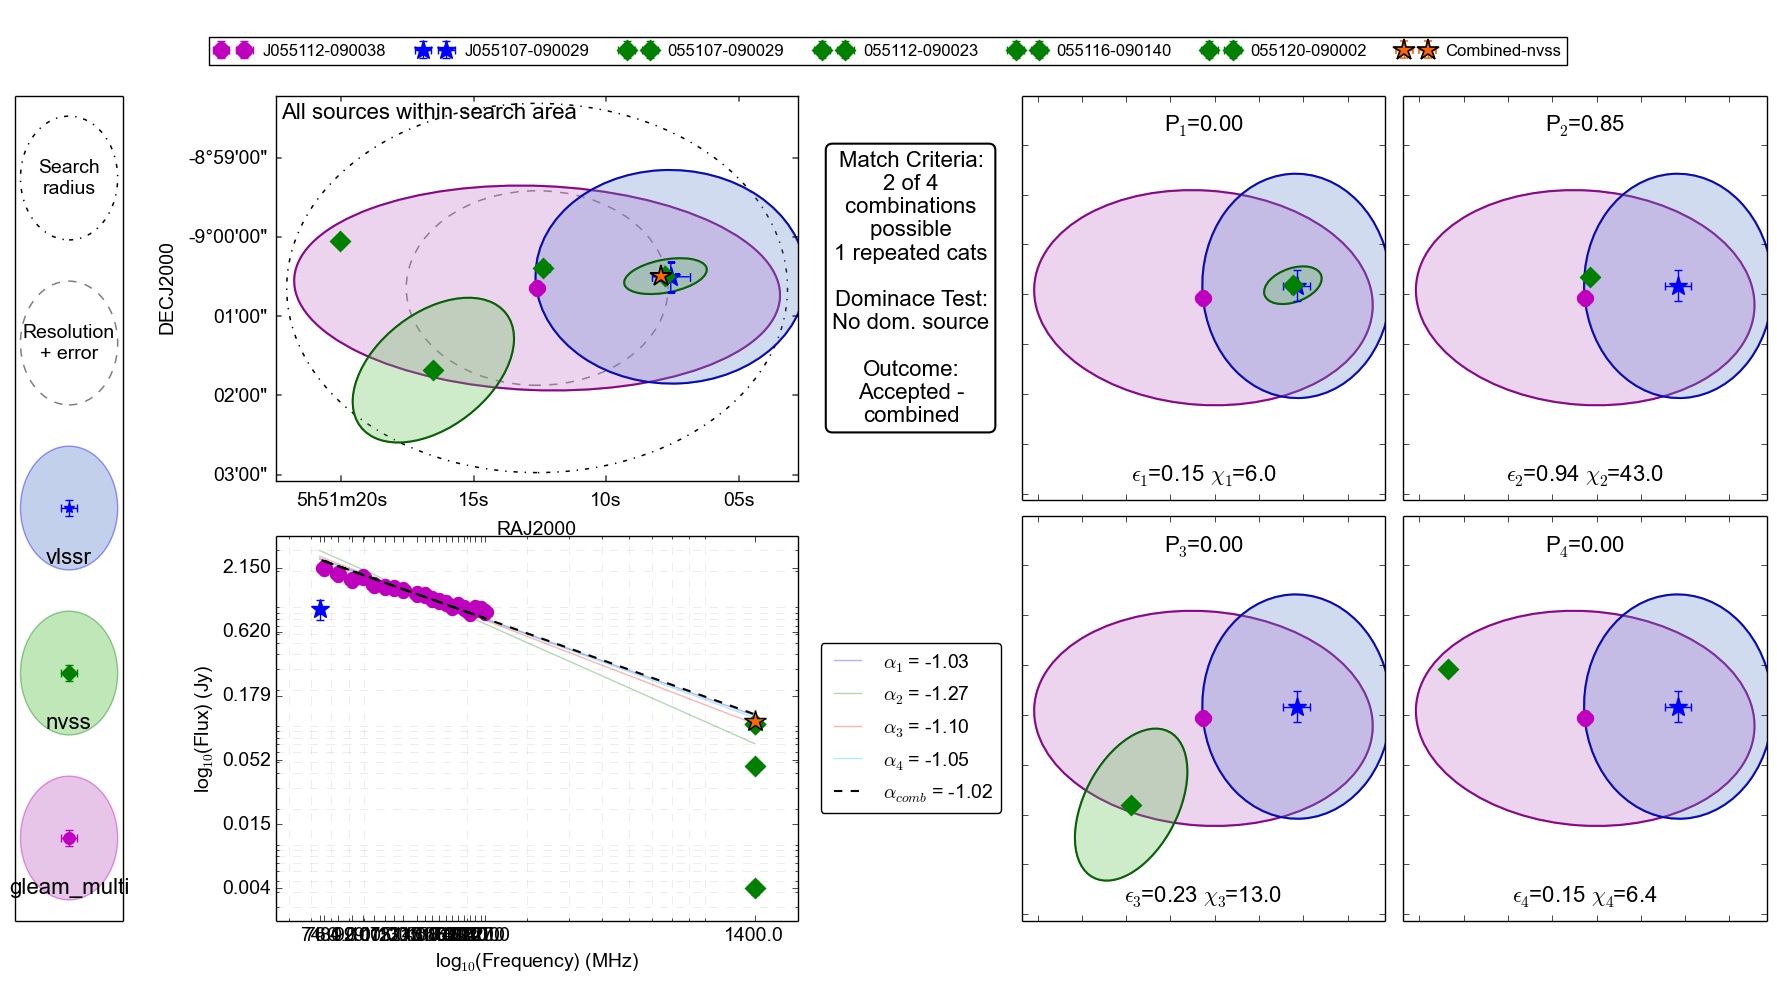 J055112-090038 J055107-090029 055107-090029 055112-090023 055116-090140 055120-090002 Combined-nvss
Search
radius
Resolution
+ error
vlssr
nvss
gleam_multi
All sources within search area
-8°59'00"
-9°00'00"
01'00"
02'00"
03'00"
DECJ2000
5h51m20s 15s 10s 05s
RAJ2000
Match Criteria:
2 of 4
combinations
possible
1 repeated cats
Dominace Test:
No dom. source
Outcome:
Accepted -
combined
P1=0.00
ϵ1=0.15 χ1=6.0
P2=0.85
ϵ2=0.94 χ2=43.0
2.150
0.620
0.179
0.052
0.015
0.004
log10(Flux) (Jy)
1400.0
log10(Frequency) (MHz)
α1 = -1.03
α2 = -1.27
α3 = -1.10
α4 = -1.05
αcomb = -1.02
P3=0.00
ϵ3=0.23 χ3=13.0
P4=0.00
ϵ4=0.15 χ4=6.4